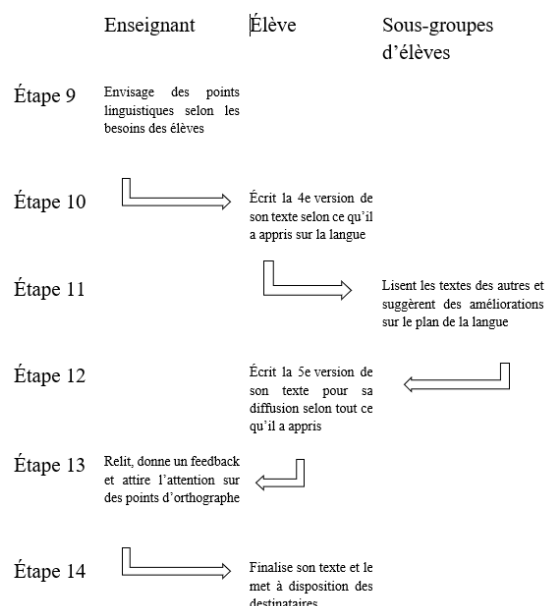 Enseignant Élève Sous-groupes
d’élèves
Étape 9 Envisage des points
linguistiques selon les
besoins des élèves
Étape 10 Écrit la 4e version de
son texte selon ce qu’il
a appris sur la langue
Étape 11 Lisent les textes des autres et
suggèrent des améliorations
sur le plan de la langue
Étape 12 Écrit la 5e version de
son texte pour sa
diffusion selon tout ce
qu’il a appris
Étape 13 Relit, donne un feedback
et attire l’attention sur
des points d’orthographe
Étape 14 Finalise son texte et le
met à disposition des
destinataires